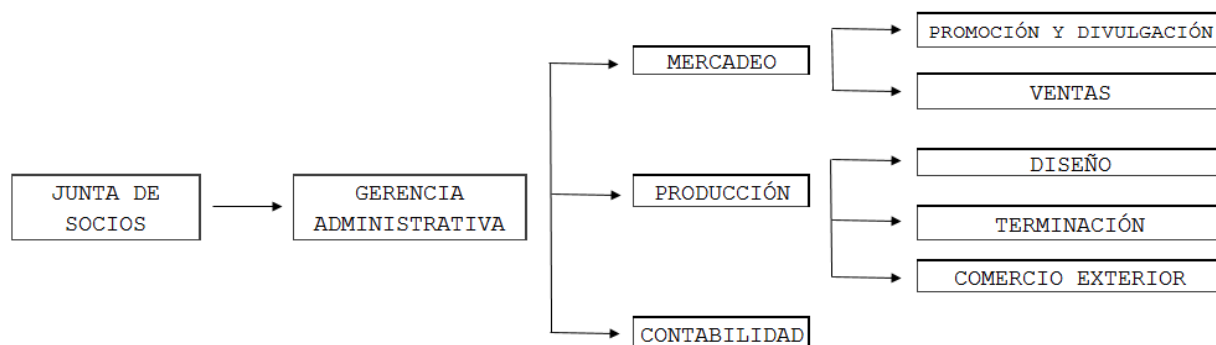 JUNTA DE
SOCIOS
GERENCIA
ADMINISTRATIVA
MERCADEO
PROMOCIÓN Y DIVULGACIÓN
VENTAS
PRODUCCIÓN
DISEÑO
TERMINACIÓN
COMERCIO EXTERIOR
CONTABILIDAD